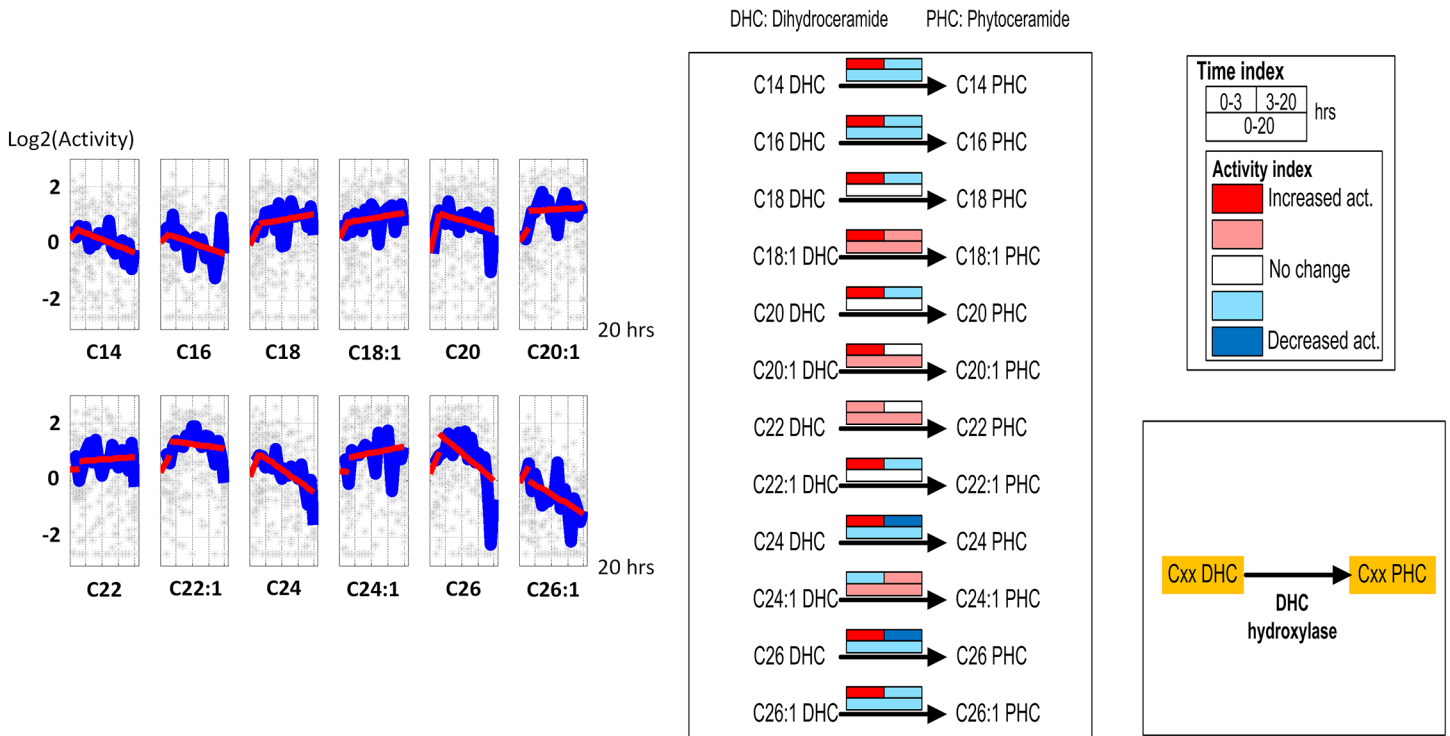 Log2(Activity)
2
0
-2
20 hrs
C14 C16 C18 C18:1 C20 C20:1
2
0
-2
20 hrs
C22 C22:1 C24 C24:1 C26 C26:1
DHC: Dihydroceramide PHC: Phytoceramide
C14 DHC C14 PHC
C16 DHC C16 PHC
C18 DHC C18 PHC
C18:1 DHC C18:1 PHC
C20 DHC C20 PHC
C20:1 DHC C20:1 PHC
C22 DHC C22 PHC
C22:1 DHC C22:1 PHC
C24 DHC C24 PHC
C24:1 DHC C24:1 PHC
C26 DHC C26 PHC
C26:1 DHC C26:1 PHC
Time index
0-3 3-20
hrs
0-20
Activity index
Increased act.
No change
Decreased act.
Cxx DHC Cxx PHC
DHC
hydroxylase